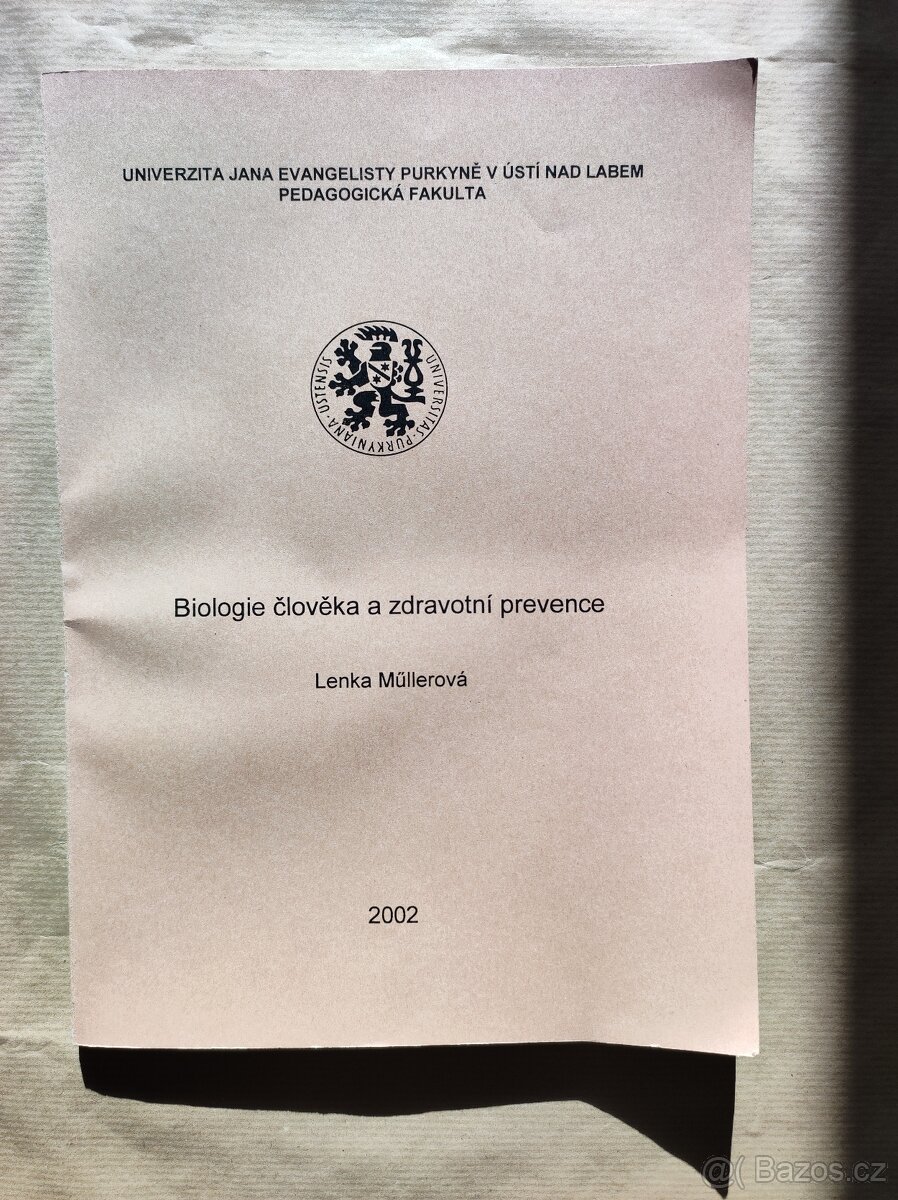 UNIVERZITA JANA EVANGELISTY PURKYNĚ V ÚSTÍ NAD LABEM
PEDAGOGICKÁ FAKULTA
UNIVERSITAS·PURKYNIANA·USTENSIS
Biologie člověka a zdravotní prevence
Lenka Műllerová
2002
@( Bazos.cz